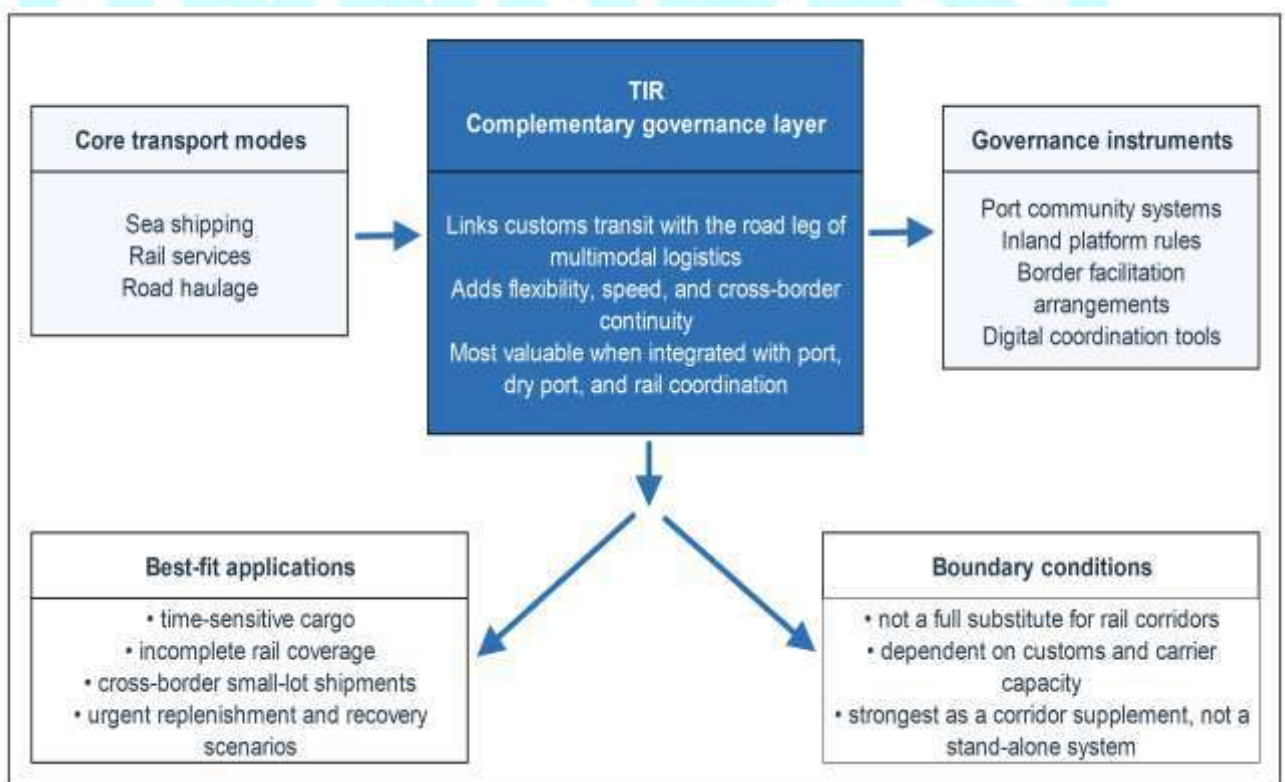 TIR
Complementary governance layer
Core transport modes
Sea shipping
Rail services
Road haulage
Links customs transit with the road leg of
multimodal logistics
Adds flexibility, speed, and cross-border
continuity
Most valuable when integrated with port,
dry port, and rail coordination
Governance instruments
Port community systems
Inland platform rules
Border facilitation
arrangements
Digital coordination tools
Best-fit applications
• time-sensitive cargo
• incomplete rail coverage
• cross-border small-lot shipments
• urgent replenishment and recovery
scenarios
Boundary conditions
• not a full substitute for rail corridors
• dependent on customs and carrier
capacity
• strongest as a corridor supplement, not a
stand-alone system